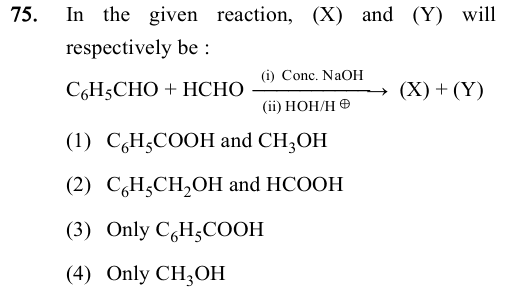 75. In the given reaction, (X) and (Y) will
respectively be :
C₆H₅CHO + HCHO (i) Conc. NaOH (ii) HOH/H⊕ → (X) + (Y)
(1) C₆H₅COOH and CH₃OH
(2) C₆H₅CH₂OH and HCOOH
(3) Only C₆H₅COOH
(4) Only CH₃OH